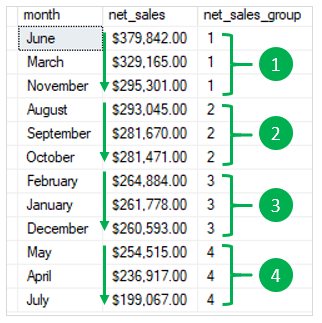 month net_sales net_sales_group
June $379,842.00 1
March $329,165.00 1
November $295,301.00 1
August $293,045.00 2
September $281,670.00 2
October $281,471.00 2
February $264,884.00 3
January $261,778.00 3
December $260,593.00 3
May $254,515.00 4
April $236,917.00 4
July $199,067.00 4
1
2
3
4